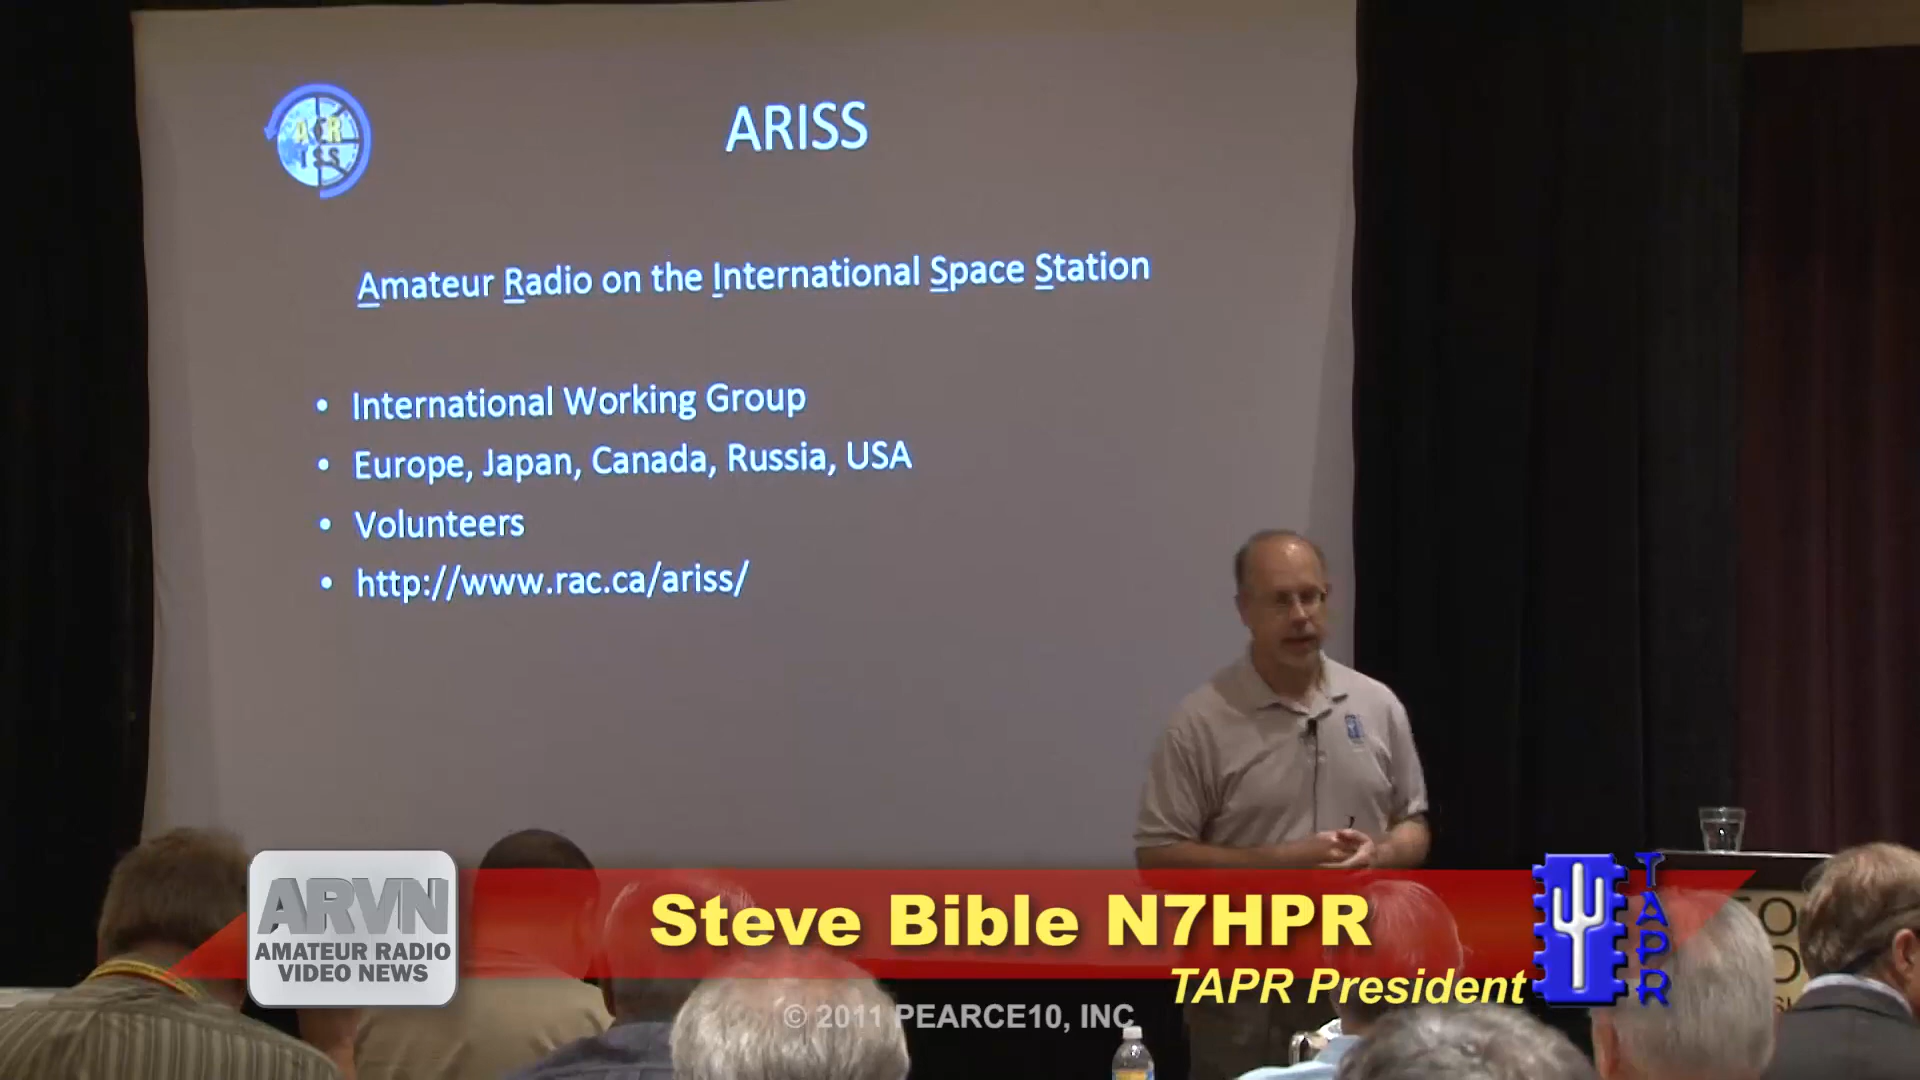 ARISS
Amateur Radio on the International Space Station
• International Working Group
• Europe, Japan, Canada, Russia, USA
• Volunteers
• http://www.rac.ca/ariss/
ARVN
AMATEUR RADIO
VIDEO NEWS
Steve Bible N7HPR
TAPR President
TAPR
© 2011 PEARCE10, INC